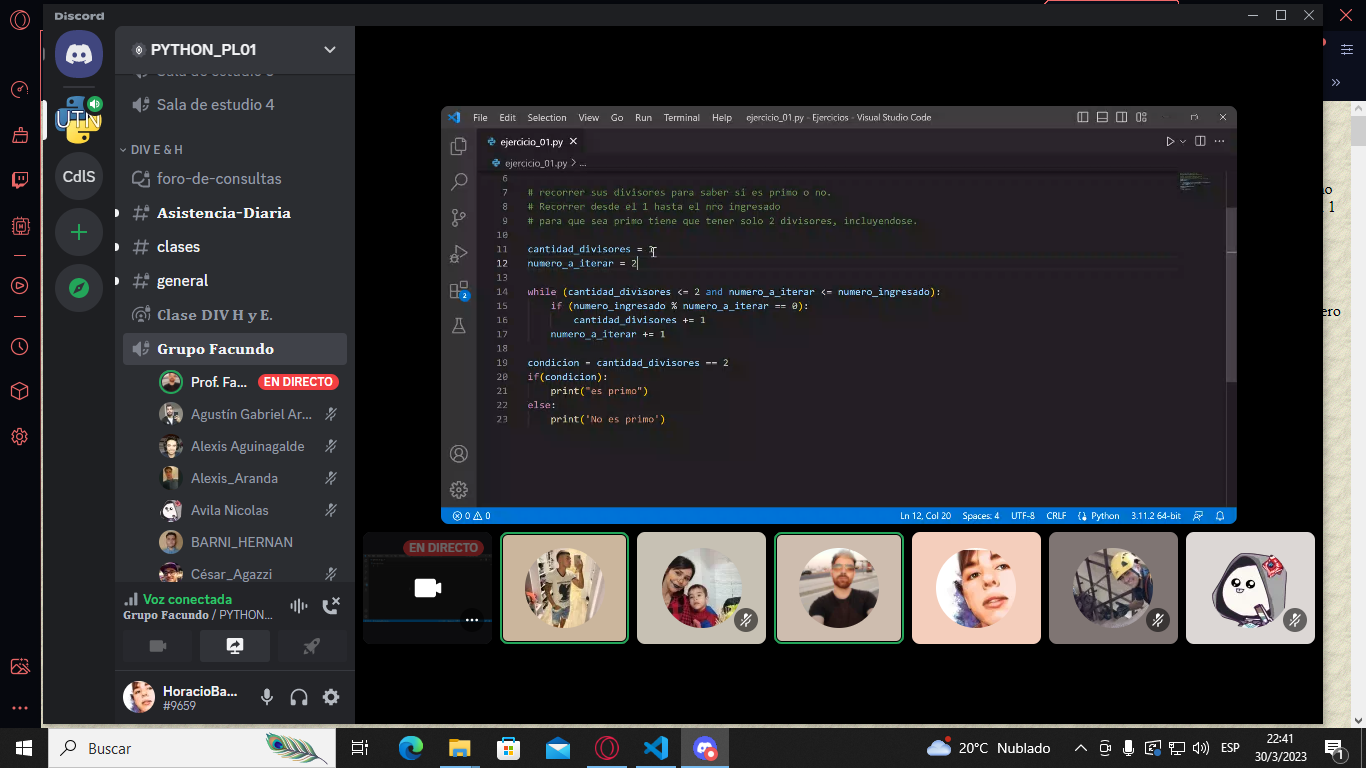 Discord
PYTHON_PL01
Sala de estudio 4
DIV E & H
foro-de-consultas
Asistencia-Diaria
clases
general
Clase DIV H y E.
Grupo Facundo
Prof. Fa... EN DIRECTO
Agustín Gabriel Ar...
Alexis Aguinagalde
Alexis_Aranda
Avila Nicolas
BARNI_HERNAN
César_Agazzi
Voz conectada
Grupo Facundo / PYTHON...
HoracioBa...
#9659
UTN
CdlS
File Edit Selection View Go Run Terminal Help ejercicio_01.py - Ejercicios - Visual Studio Code
ejercicio_01.py
ejercicio_01.py > ...
6
7 # recorrer sus divisores para saber si es primo o no.
8 # Recorrer desde el 1 hasta el nro ingresado
9 # para que sea primo tiene que tener solo 2 divisores, incluyendose.
10
11 cantidad_divisores = 1
12 numero_a_iterar = 2
13
14 while (cantidad_divisores <= 2 and numero_a_iterar <= numero_ingresado):
15 if (numero_ingresado % numero_a_iterar == 0):
16 cantidad_divisores += 1
17 numero_a_iterar += 1
18
19 condicion = cantidad_divisores == 2
20 if(condicion):
21 print("es primo")
22 else:
23 print('No es primo')
2
0 0 Ln 12, Col 20 Spaces: 4 UTF-8 CRLF Python 3.11.2 64-bit
EN DIRECTO
1
ero
Buscar
20°C Nublado
ESP
22:41
30/3/2023
1